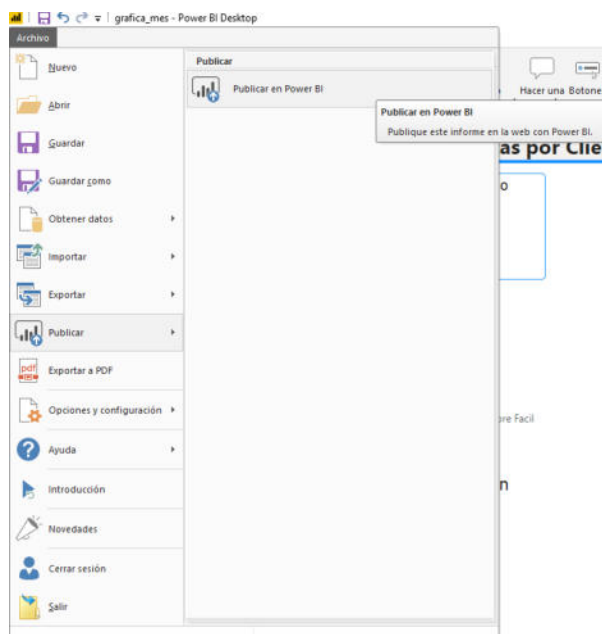 grafica_mes - Power BI Desktop
Archivo
Nuevo
Abrir
Guardar
Guardar como
Obtener datos
Importar
Exportar
Publicar
pdf
Exportar a PDF
Opciones y configuración
Ayuda
Introducción
Novedades
Cerrar sesión
Salir
Publicar
Publicar en Power BI
Publicar en Power BI
Publique este informe en la web con Power BI.
Hacer una Botone
as por Clie
o
re Facil
n